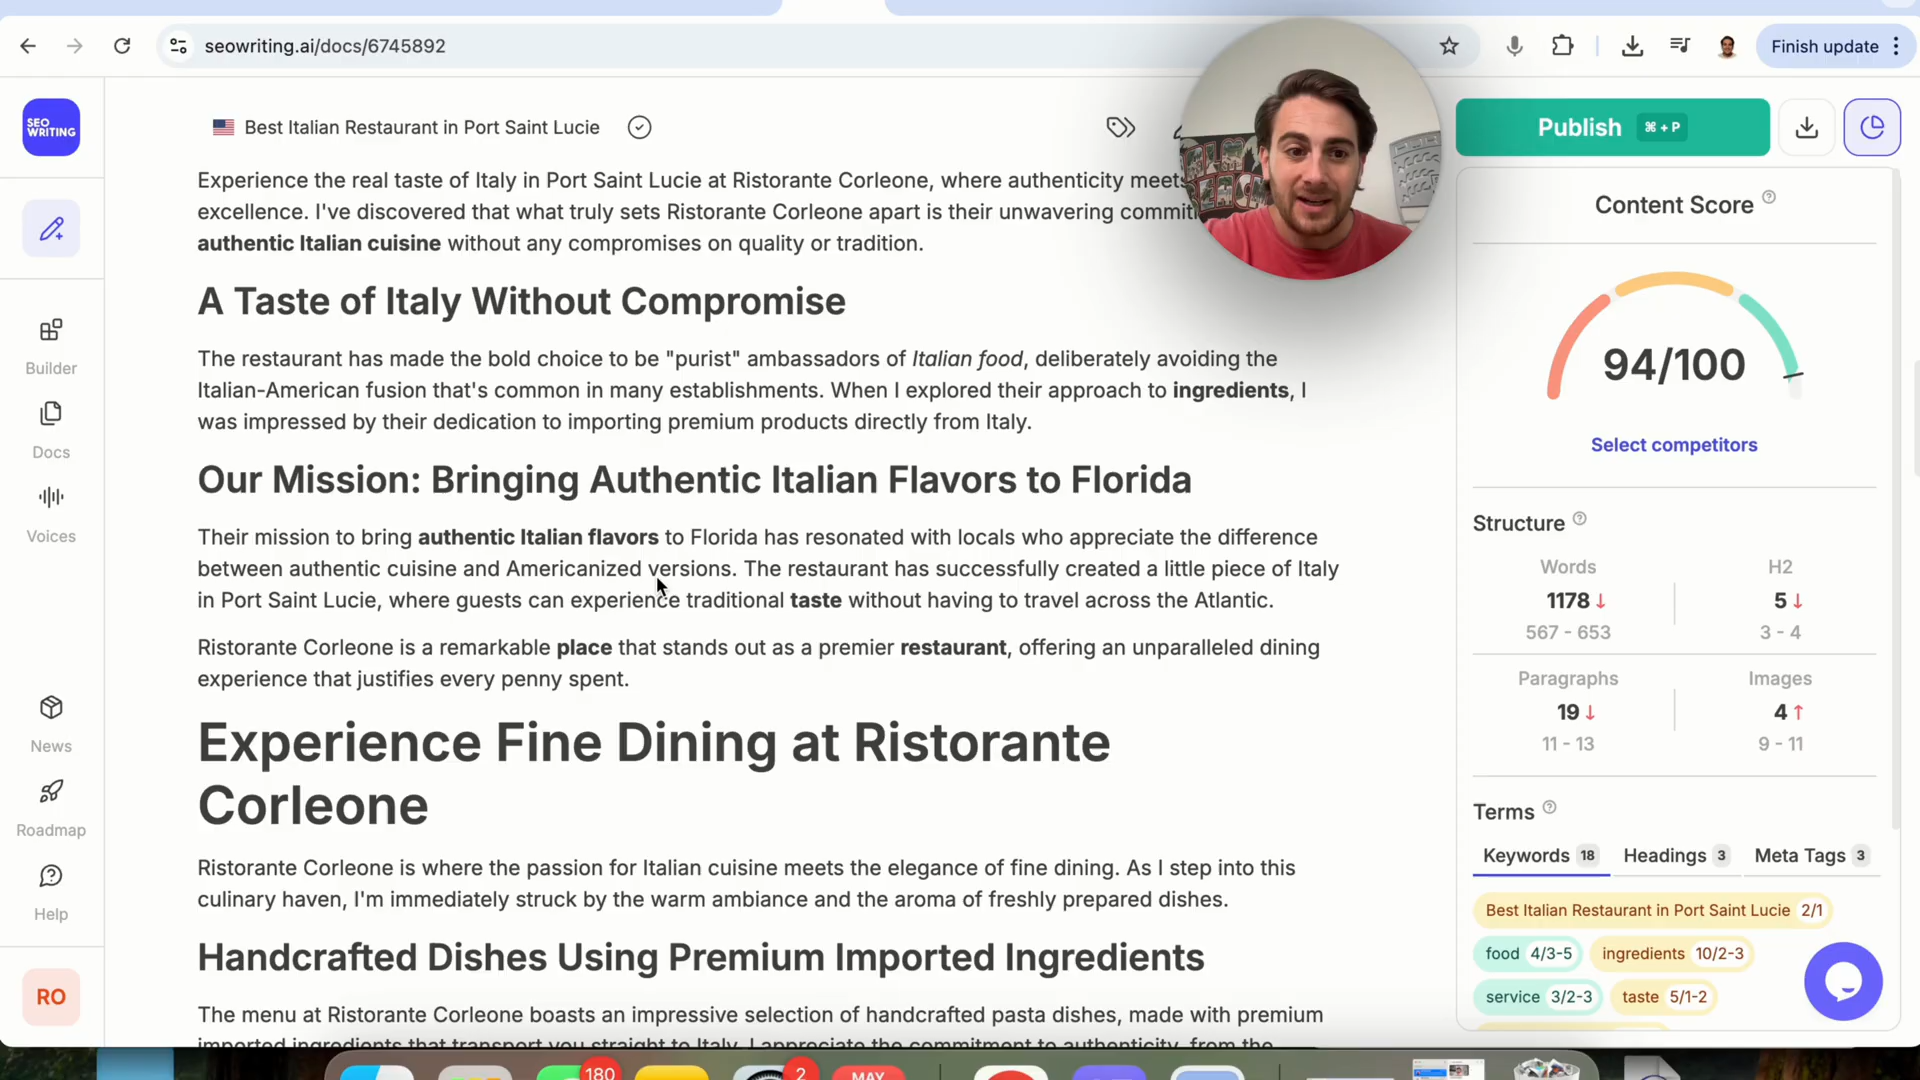 seowriting.ai/docs/6745892
Finish update
SEO
WRITING
Best Italian Restaurant in Port Saint Lucie
Publish ⌘ + P
Experience the real taste of Italy in Port Saint Lucie at Ristorante Corleone, where authenticity meets
excellence. I've discovered that what truly sets Ristorante Corleone apart is their unwavering
authentic Italian cuisine without any compromises on quality or tradition.
A Taste of Italy Without Compromise
The restaurant has made the bold choice to be "purist" ambassadors of Italian food, deliberately avoiding the
Italian-American fusion that's common in many establishments. When I explored their approach to ingredients, I
was impressed by their dedication to importing premium products directly from Italy.
Our Mission: Bringing Authentic Italian Flavors to Florida
Their mission to bring authentic Italian flavors to Florida has resonated with locals who appreciate the difference
between authentic cuisine and Americanized versions. The restaurant has successfully created a little piece of Italy
in Port Saint Lucie, where guests can experience traditional taste without having to travel across the Atlantic.
Ristorante Corleone is a remarkable place that stands out as a premier restaurant, offering an unparalleled dining
experience that justifies every penny spent.
Experience Fine Dining at Ristorante
Corleone
Ristorante Corleone is where the passion for Italian cuisine meets the elegance of fine dining. As I step into this
culinary haven, I'm immediately struck by the warm ambiance and the aroma of freshly prepared dishes.
Handcrafted Dishes Using Premium Imported Ingredients
The menu at Ristorante Corleone boasts an impressive selection of handcrafted pasta dishes, made with premium
imported ingredients that transport you straight to Italy. I appreciate the commitment to authenticity, from the
Builder
Docs
Voices
News
Roadmap
Help
RO
Content Score
94/100
Select competitors
Structure
Words
H2
1178 ↓
5 ↓
567 - 653
3 - 4
Paragraphs
Images
19 ↓
4 ↑
11 - 13
9 - 11
Terms
Keywords 18
Headings 3
Meta Tags 3
Best Italian Restaurant in Port Saint Lucie 2/1
food 4/3-5
ingredients 10/2-3
service 3/2-3
taste 5/1-2
180
2
MAY